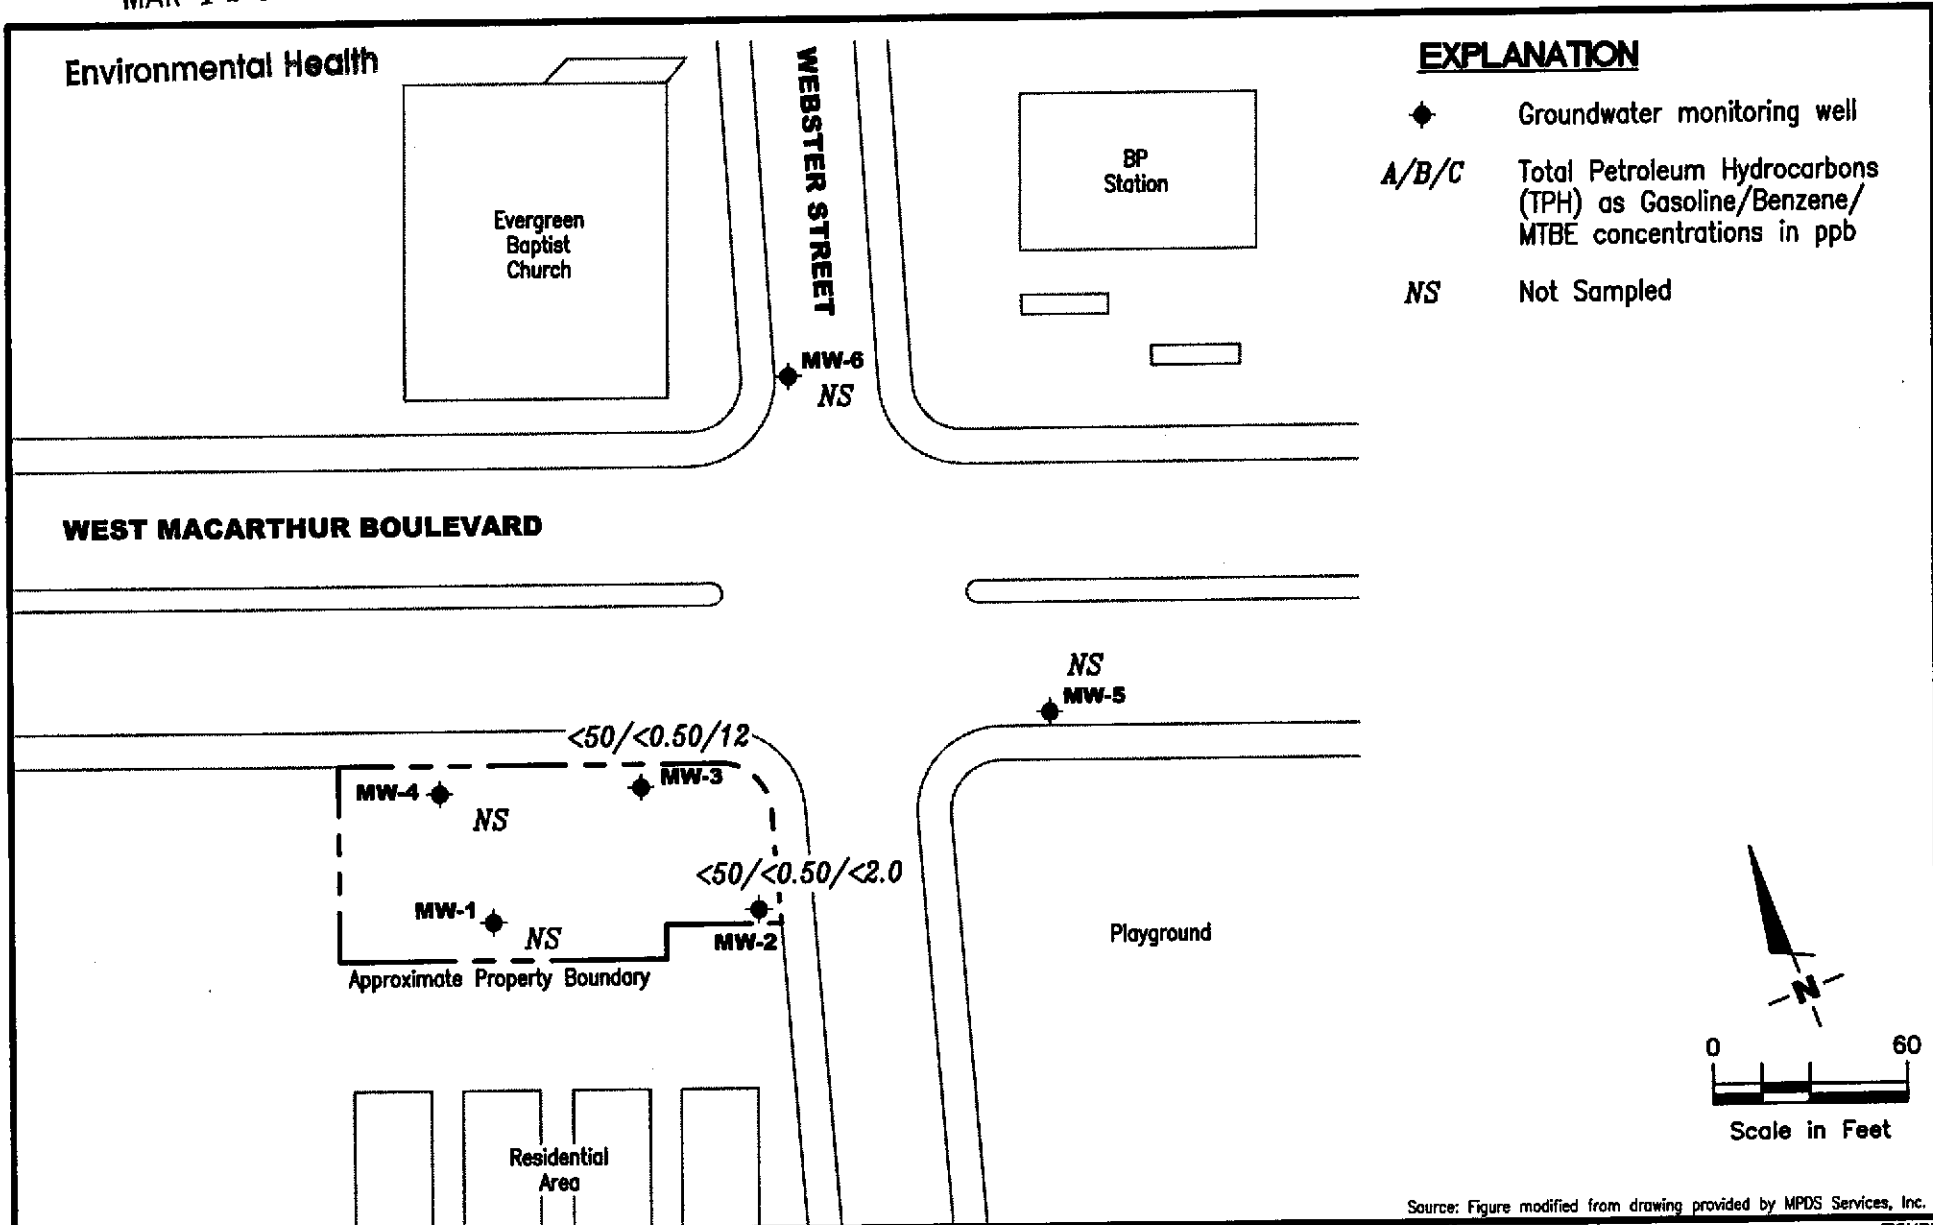 Environmental Health
EXPLANATION
Groundwater monitoring well
A/B/C
Total Petroleum Hydrocarbons
(TPH) as Gasoline/Benzene/
MTBE concentrations in ppb
NS
Not Sampled
WEBSTER STREET
Evergreen
Baptist
Church
BP
Station
MW-6
NS
WEST MACARTHUR BOULEVARD
NS
MW-5
<50/<0.50/12
MW-3
MW-4
NS
<50/<0.50/<2.0
MW-1
NS
MW-2
Approximate Property Boundary
Playground
N
0 60
Scale in Feet
Residential
Area
Source: Figure modified from drawing provided by MPDS Services, Inc.